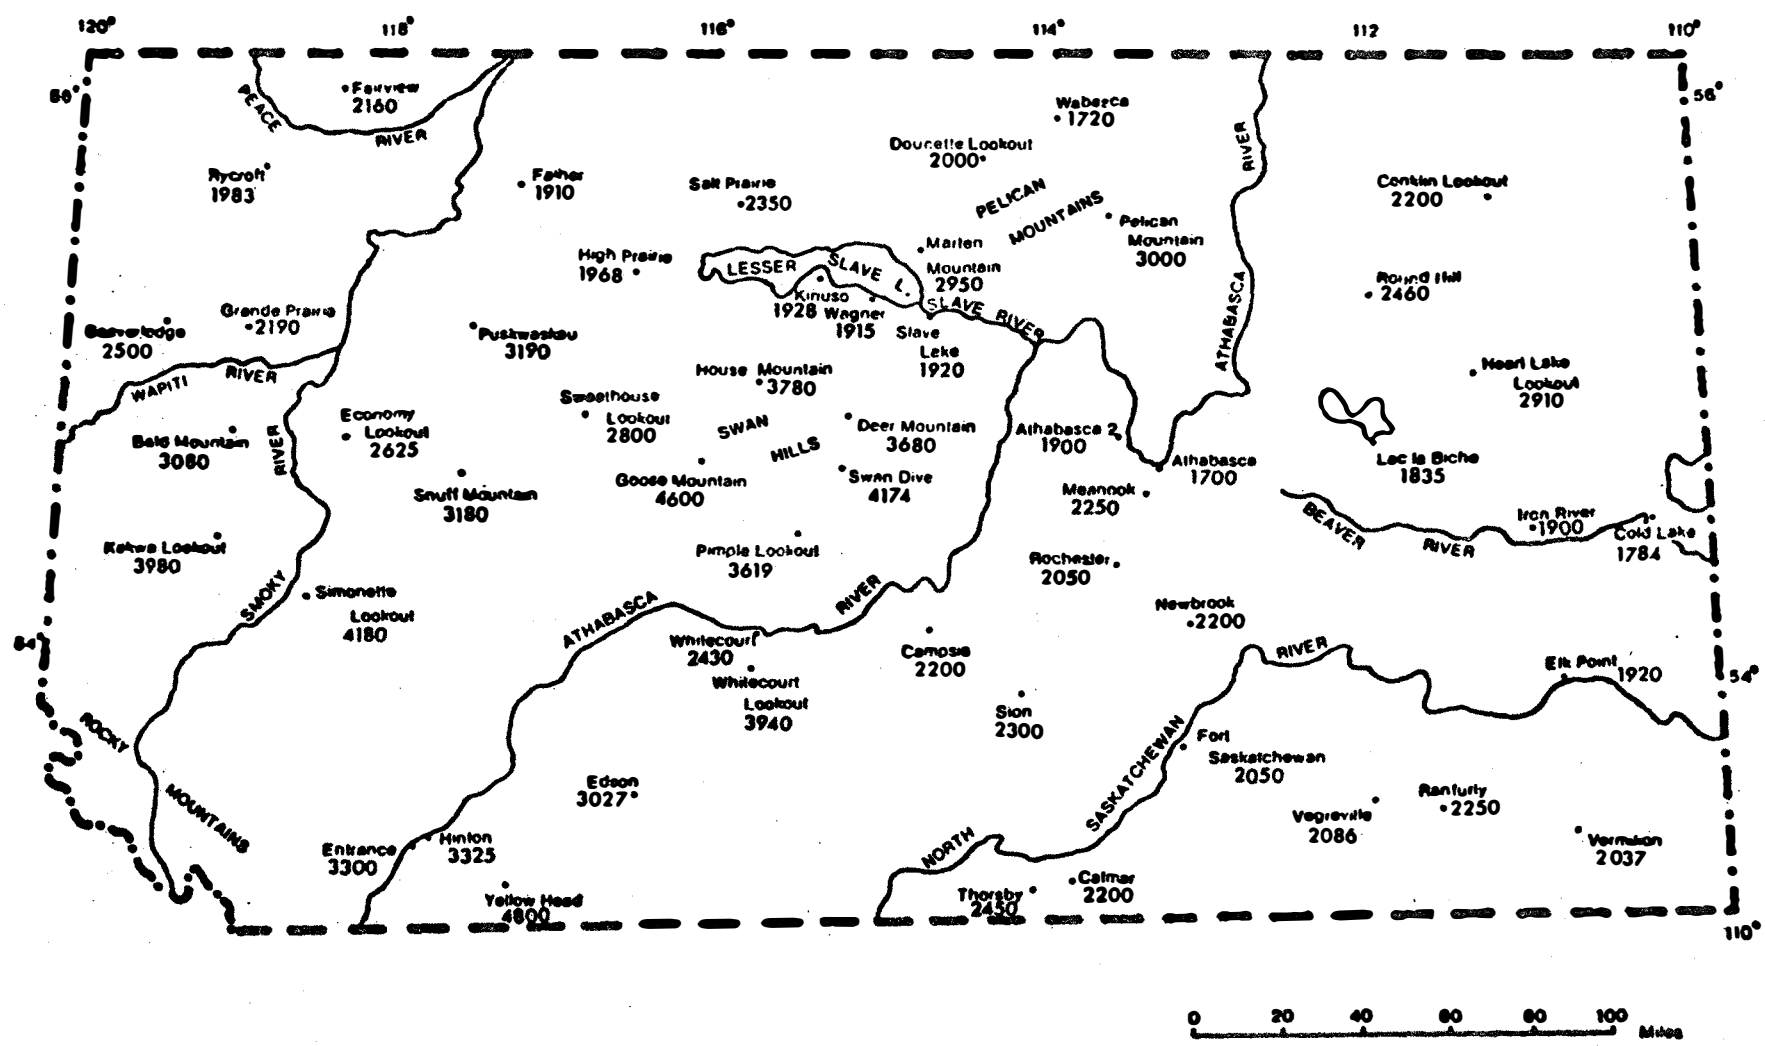 120°
118°
116°
114°
112
110°
56°
56°
Fairview
2160
PEACE
RIVER
Wabasca
1720
Doucette Lookout
2000
RIVER
Rycroft
1983
Father
1910
Salt Prairie
2350
PELICAN
MOUNTAINS
Pelican
Mountain
3000
Conklin Lookout
2200
High Prairie
1968
LESSER SLAVE L.
Marten
Mountain
2950
Round Hill
2460
Kinuso
1928
Wagner
1915
SLAVE RIVER
Slave
Lake
1920
ATHABASCA
Grande Prairie
2190
Beaverlodge
2500
Puskwaskau
3190
WAPITI RIVER
House Mountain
3780
Heart Lake
Lookout
2910
Sweethouse
Lookout
2800
SWAN
HILLS
Economy
Lookout
2625
Bald Mountain
3080
RIVER
Deer Mountain
3680
Athabasca 2
1900
Athabasca
1700
Lac la Biche
1835
Goose Mountain
4600
Swan Dive
4174
Snuff Mountain
3180
Meanook
2250
BEAVER
RIVER
Iron River
1900
Cold Lake
1784
Kakwa Lookout
3980
Pimple Lookout
3619
Rochester
2050
SMOKY
Simonette
Lookout
4180
ATHABASCA
RIVER
Newbrook
2200
54°
Whitecourt
2430
Whitecourt
Lookout
3940
Campsie
2200
RIVER
Elk Point
1920
54°
Sion
2300
ROCKY
MOUNTAINS
SASKATCHEWAN
Fort
Saskatchewan
2050
Edson
3027
Vegreville
2086
Ranfurly
2250
Vermilion
2037
Entrance
3300
Hinton
3325
NORTH
Yellow Head
4800
Thorsby
2450
Calmar
2200
110°
0 20 40 60 80 100 Miles